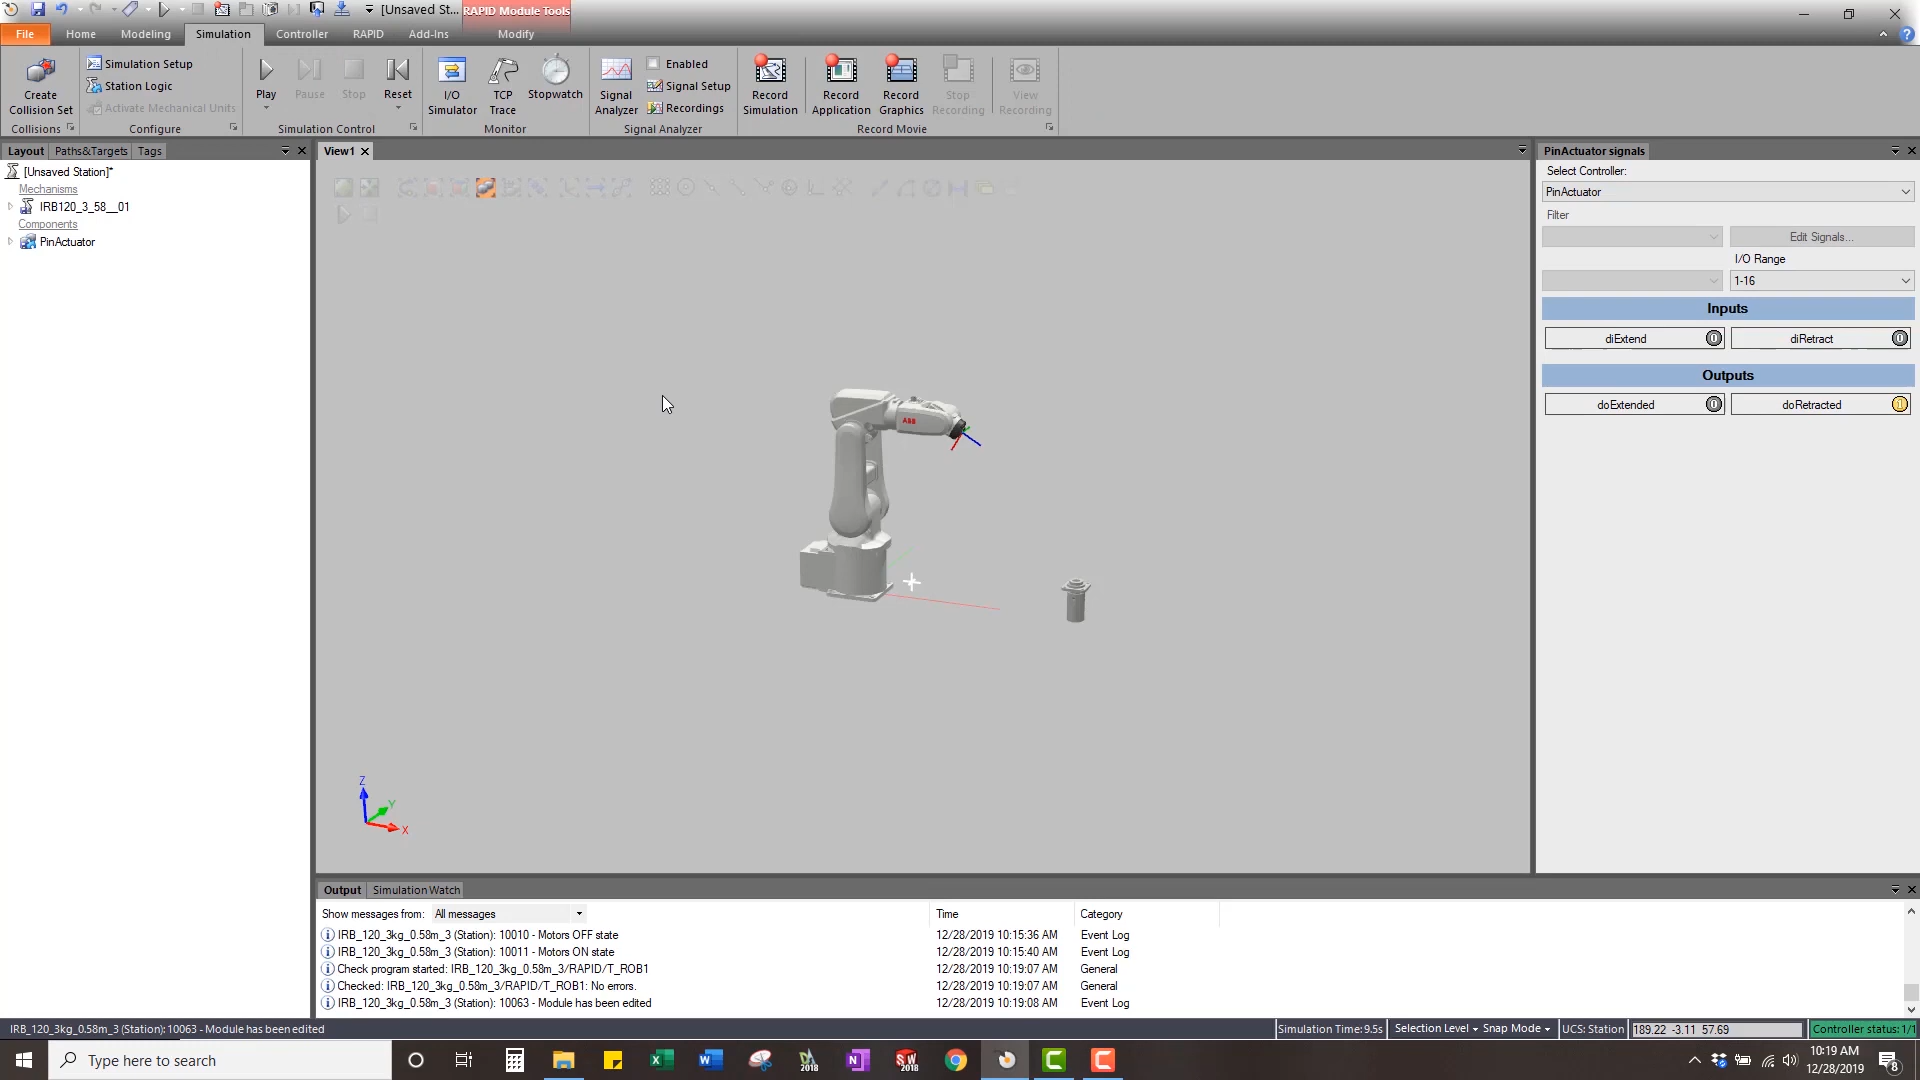 [Unsaved St...
RAPID Module Tools
File
Home
Modeling
Simulation
Controller
RAPID
Add-Ins
Modify
Create
Collision Set
Simulation Setup
Station Logic
Activate Mechanical Units
Play
Pause
Stop
Reset
I/O
Simulator
TCP
Trace
Stopwatch
Signal
Analyzer
Enabled
Signal Setup
Recordings
Record
Simulation
Record
Application
Record
Graphics
Stop
Recording
View
Recording
Collisions
Configure
Simulation Control
Monitor
Signal Analyzer
Record Movie
Layout
Paths&Targets
Tags
[Unsaved Station]*
Mechanisms
IRB120_3_58__01
Components
PinActuator
View1
ABB
Z
Y
X
PinActuator signals
Select Controller:
PinActuator
Filter
Edit Signals...
I/O Range
1-16
Inputs
diExtend 0
diRetract 0
Outputs
doExtended 0
doRetracted 1
Output
Simulation Watch
Show messages from: All messages
Time
Category
IRB_120_3kg_0.58m_3 (Station): 10010 - Motors OFF state 12/28/2019 10:15:36 AM Event Log
IRB_120_3kg_0.58m_3 (Station): 10011 - Motors ON state 12/28/2019 10:15:40 AM Event Log
Check program started: IRB_120_3kg_0.58m_3/RAPID/T_ROB1 12/28/2019 10:19:07 AM General
Checked: IRB_120_3kg_0.58m_3/RAPID/T_ROB1: No errors. 12/28/2019 10:19:07 AM General
IRB_120_3kg_0.58m_3 (Station): 10063 - Module has been edited 12/28/2019 10:19:08 AM Event Log
IRB_120_3kg_0.58m_3 (Station): 10063 - Module has been edited
Simulation Time: 9.5s
Selection Level
Snap Mode
UCS: Station
189.22 -3.11 57.69
Controller status: 1/1
Type here to search
2018
2018
10:19 AM
12/28/2019
8